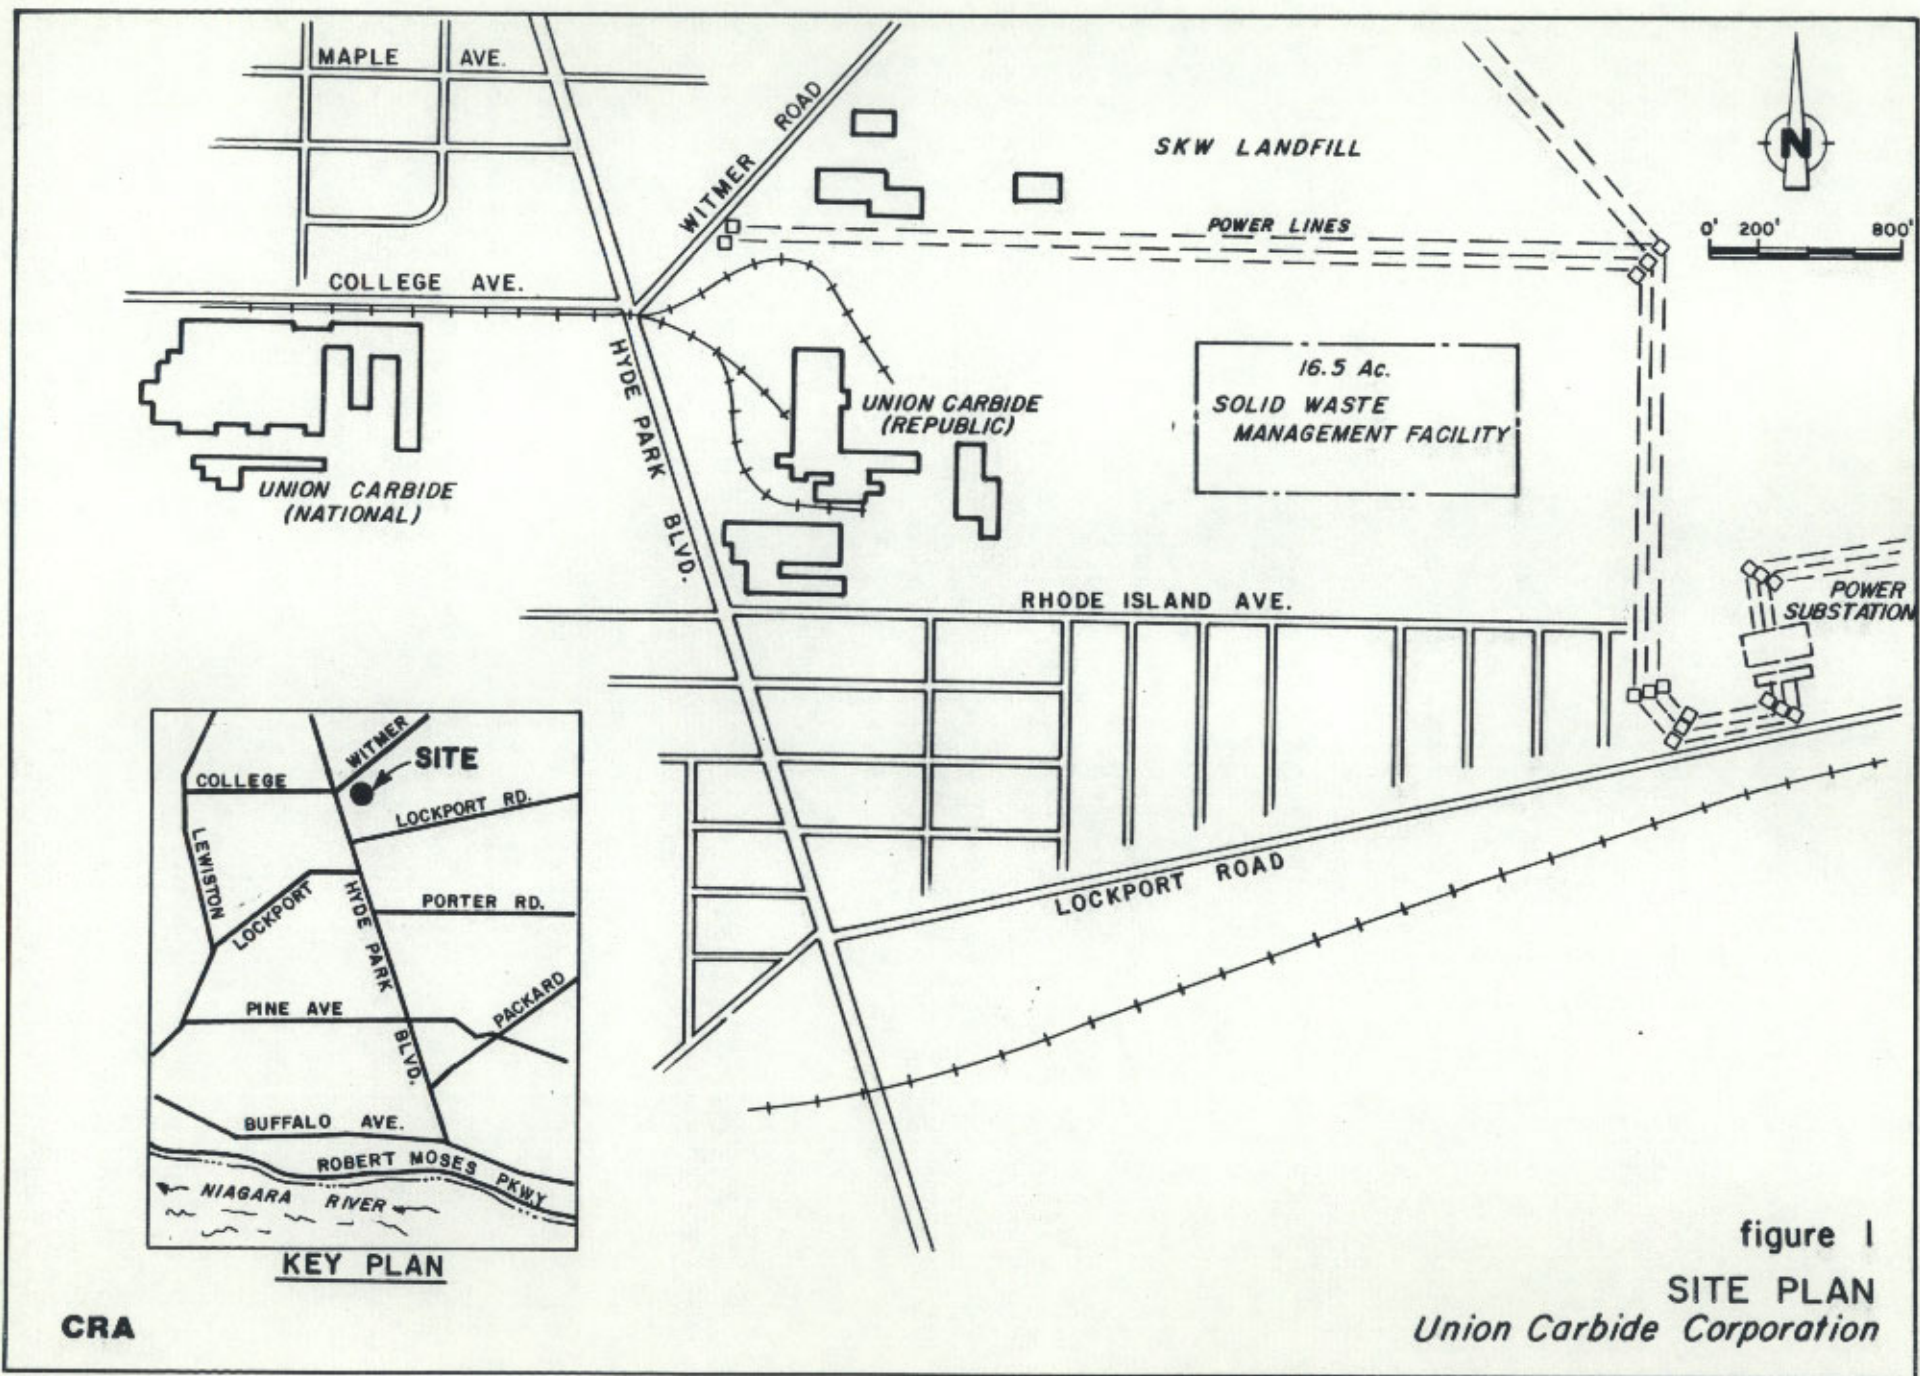 MAPLE AVE.
WITMER ROAD
SKW LANDFILL
N
POWER LINES
0' 200' 800'
COLLEGE AVE.
HYDE PARK BLVD.
16.5 Ac.
SOLID WASTE
MANAGEMENT FACILITY
UNION CARBIDE
(REPUBLIC)
UNION CARBIDE
(NATIONAL)
RHODE ISLAND AVE.
POWER
SUBSTATION
LOCKPORT ROAD
WITMER
SITE
COLLEGE
LOCKPORT RD.
LEWISTON
LOCKPORT
HYDE PARK BLVD.
PORTER RD.
PINE AVE
PACKARD
BUFFALO AVE.
ROBERT MOSES PKWY
NIAGARA RIVER
KEY PLAN
figure 1
SITE PLAN
Union Carbide Corporation
CRA